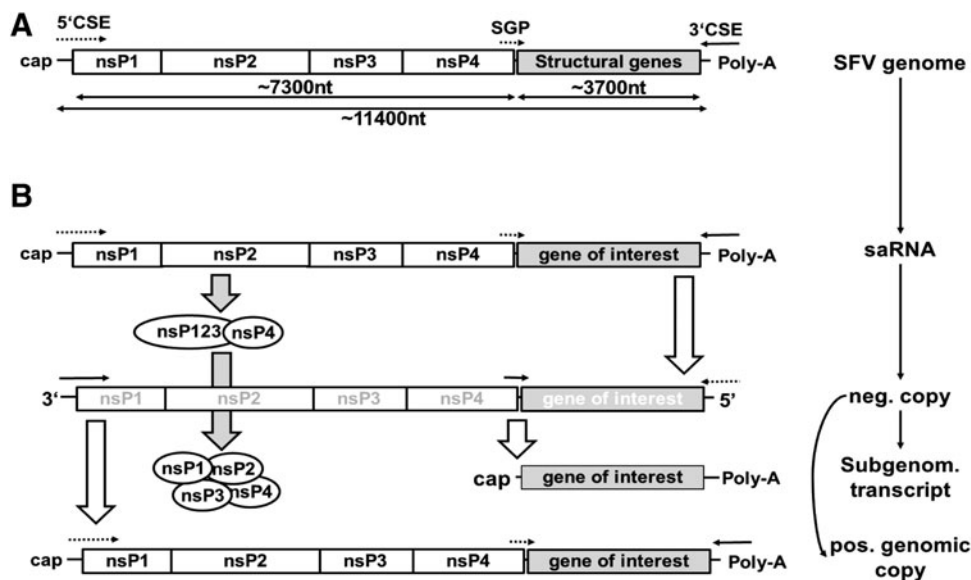 A
5‘CSE
SGP
3‘CSE
cap nsP1 nsP2 nsP3 nsP4 Structural genes Poly-A SFV genome
~7300nt ~3700nt
~11400nt
B
cap nsP1 nsP2 nsP3 nsP4 gene of interest Poly-A saRNA
nsP123 nsP4
3‘ nsP1 nsP2 nsP3 nsP4 gene of interest 5’ neg. copy
nsP1 nsP2
nsP3 nsP4
cap gene of interest Poly-A
Subgenom.
transcript
cap nsP1 nsP2 nsP3 nsP4 gene of interest Poly-A
pos. genomic
copy